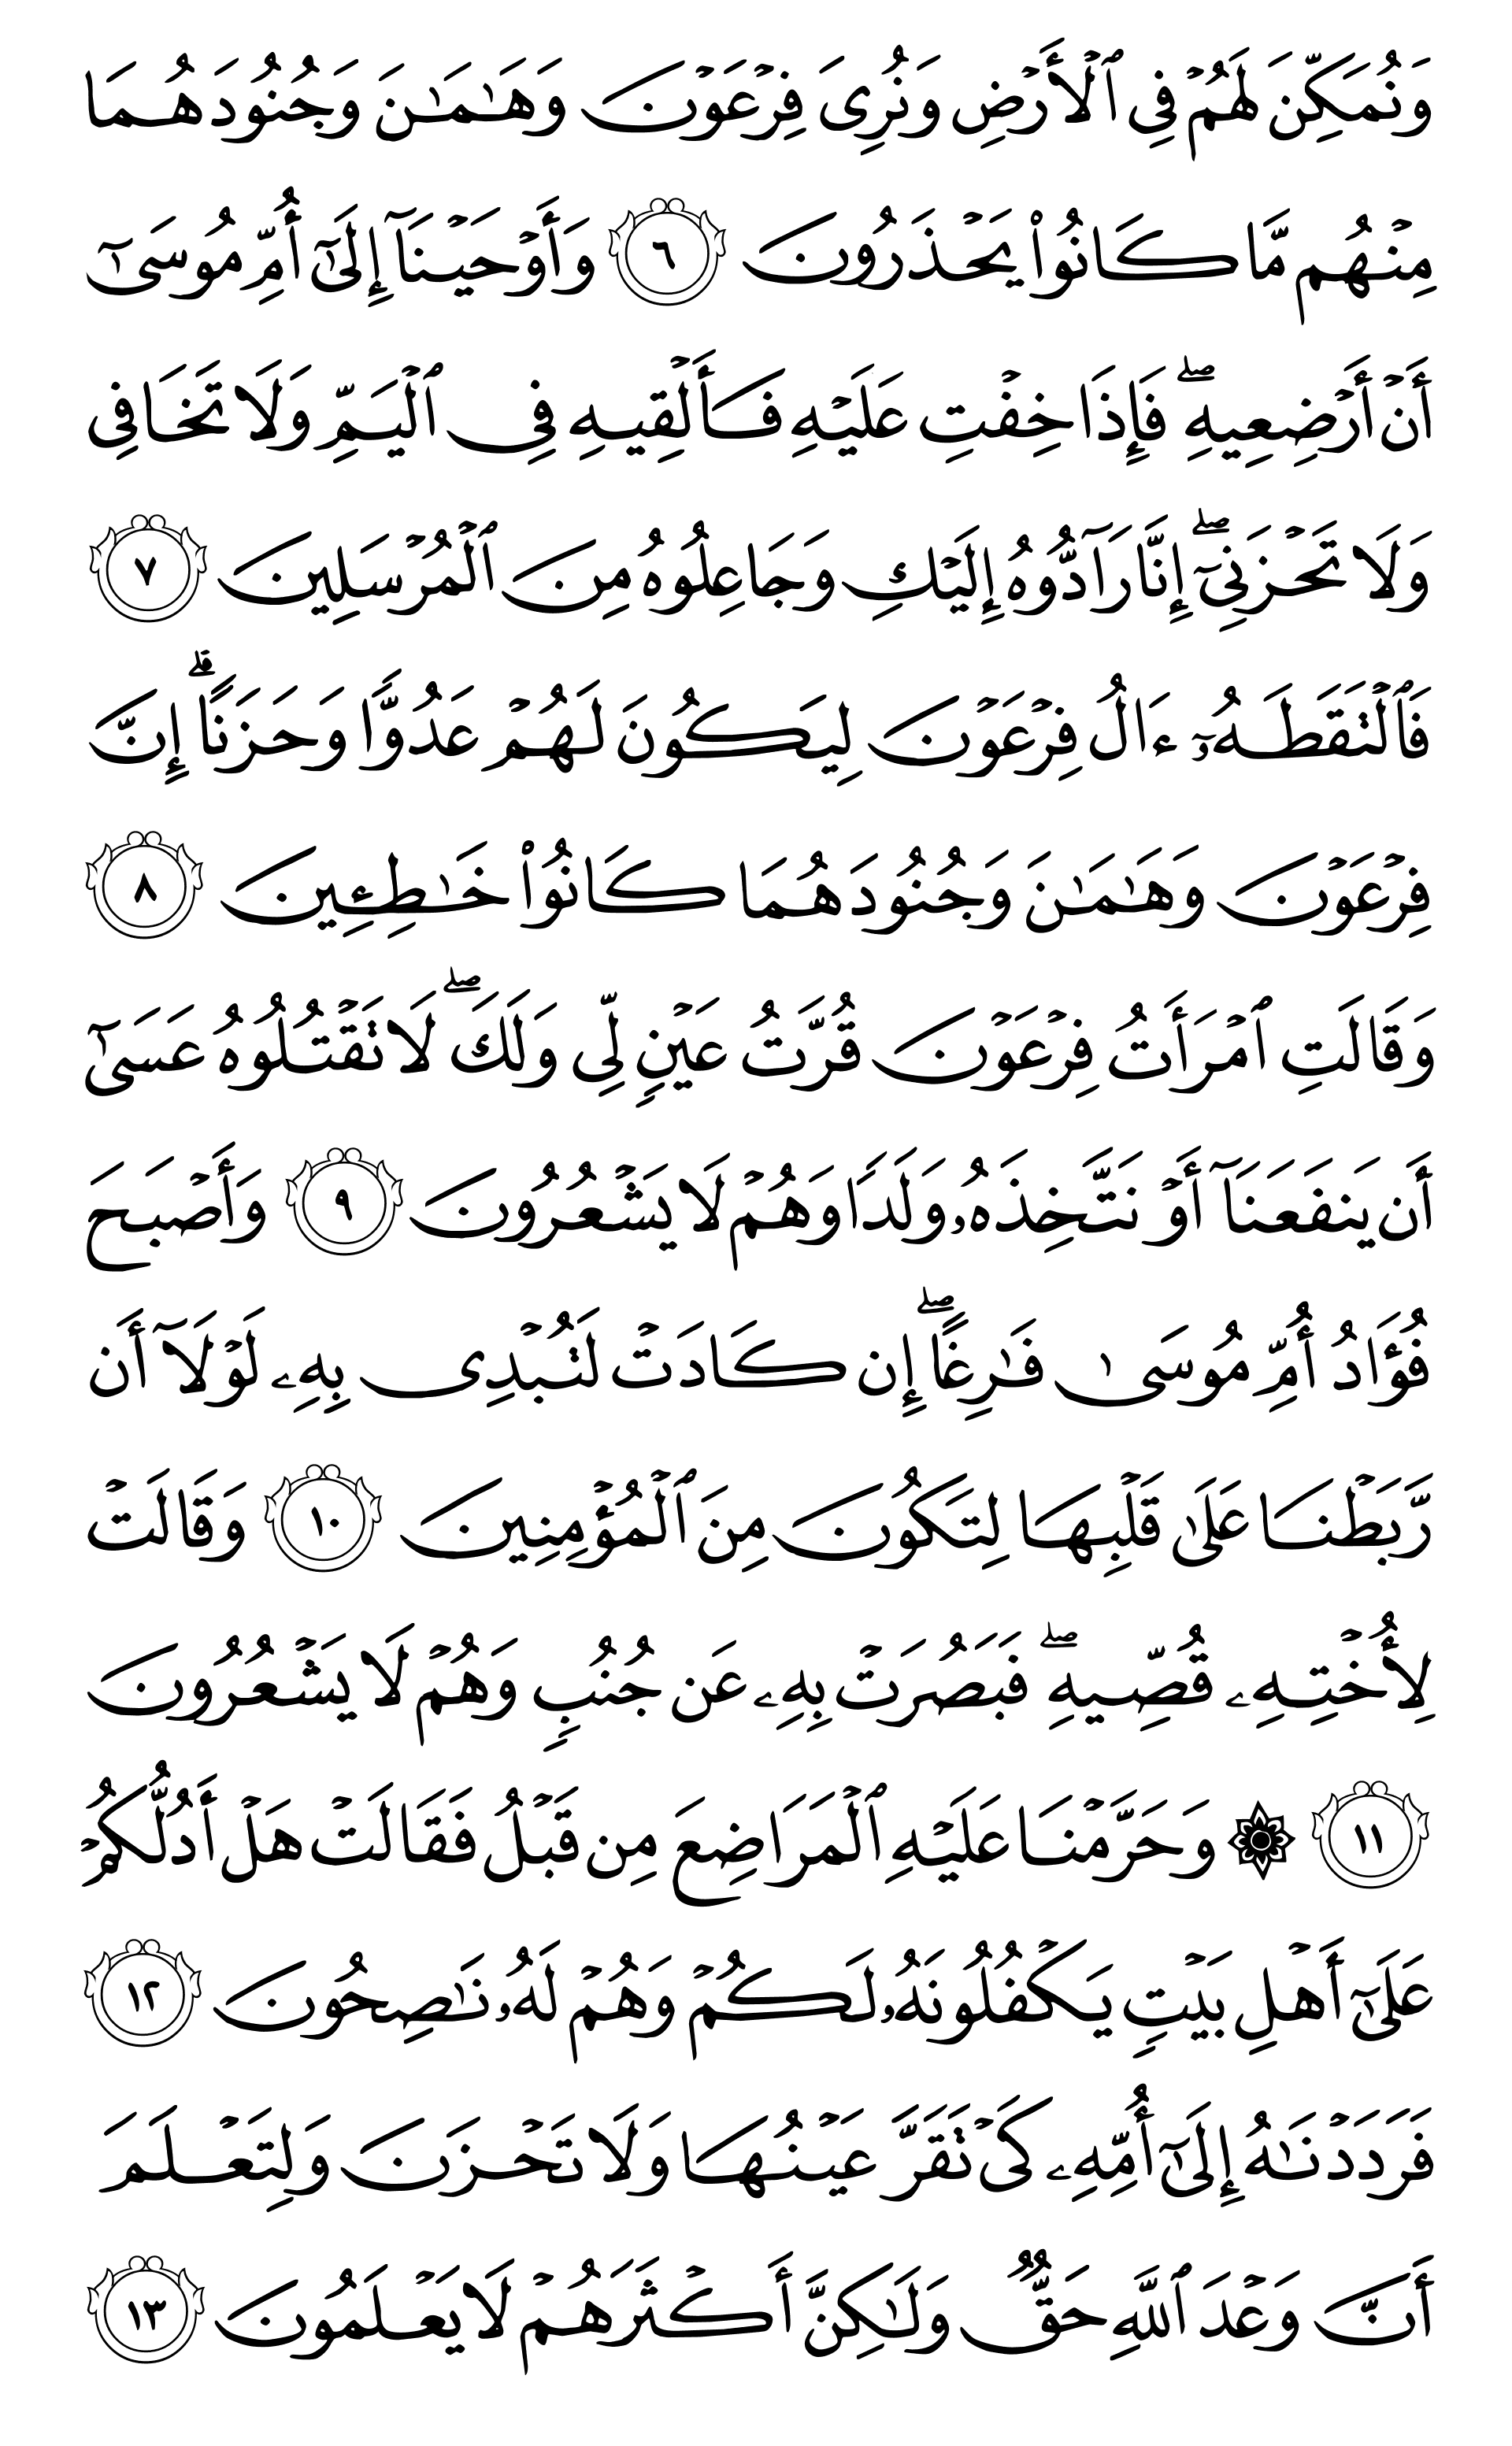 وَنُمَكِّنَ لَهُمۡ فِي ٱلۡأَرۡضِ وَنُرِيَ فِرۡعَوۡنَ وَهَٰمَٰنَ وَجُنُودَهُمَا
مِنۡهُم مَّا كَانُواْ يَحۡذَرُونَ ٦ وَأَوۡحَيۡنَآ إِلَىٰٓ أُمِّ مُوسَىٰٓ
أَنۡ أَرۡضِعِيهِۖ فَإِذَا خِفۡتِ عَلَيۡهِ فَأَلۡقِيهِ فِي ٱلۡيَمِّ وَلَا تَخَافِي
وَلَا تَحۡزَنِيٓۖ إِنَّا رَآدُّوهُ إِلَيۡكِ وَجَاعِلُوهُ مِنَ ٱلۡمُرۡسَلِينَ ٧
فَٱلۡتَقَطَهُۥٓ ءَالُ فِرۡعَوۡنَ لِيَكُونَ لَهُمۡ عَدُوّٗا وَحَزَنًاۗ إِنَّ
فِرۡعَوۡنَ وَهَٰمَٰنَ وَجُنُودَهُمَا كَانُواْ خَٰطِـِٔينَ ٨
وَقَالَتِ ٱمۡرَأَتُ فِرۡعَوۡنَ قُرَّتُ عَيۡنٖ لِّي وَلَكَۖ لَا تَقۡتُلُوهُ عَسَىٰٓ
أَن يَنفَعَنَآ أَوۡ نَتَّخِذَهُۥ وَلَدٗا وَهُمۡ لَا يَشۡعُرُونَ ٩ وَأَصۡبَحَ
فُؤَادُ أُمِّ مُوسَىٰ فَٰرِغًاۖ إِن كَادَتۡ لَتُبۡدِي بِهِۦ لَوۡلَآ أَن
رَّبَطۡنَا عَلَىٰ قَلۡبِهَا لِتَكُونَ مِنَ ٱلۡمُؤۡمِنِينَ ١٠ وَقَالَتۡ
لِأُخۡتِهِۦ قُصِّيهِۖ فَبَصُرَتۡ بِهِۦ عَن جُنُبٖ وَهُمۡ لَا يَشۡعُرُونَ
١١ ۞ وَحَرَّمۡنَا عَلَيۡهِ ٱلۡمَرَاضِعَ مِن قَبۡلُ فَقَالَتۡ هَلۡ أَدُلُّكُمۡ
عَلَىٰٓ أَهۡلِ بَيۡتٖ يَكۡفُلُونَهُۥ لَكُمۡ وَهُمۡ لَهُۥ نَٰصِحُونَ ١٢
فَرَدَدۡنَٰهُ إِلَىٰٓ أُمِّهِۦ كَيۡ تَقَرَّ عَيۡنُهَا وَلَا تَحۡزَنَ وَلِتَعۡلَمَ
أَنَّ وَعۡدَ ٱللَّهِ حَقّٞ وَلَٰكِنَّ أَكۡثَرَهُمۡ لَا يَعۡلَمُونَ ١٣